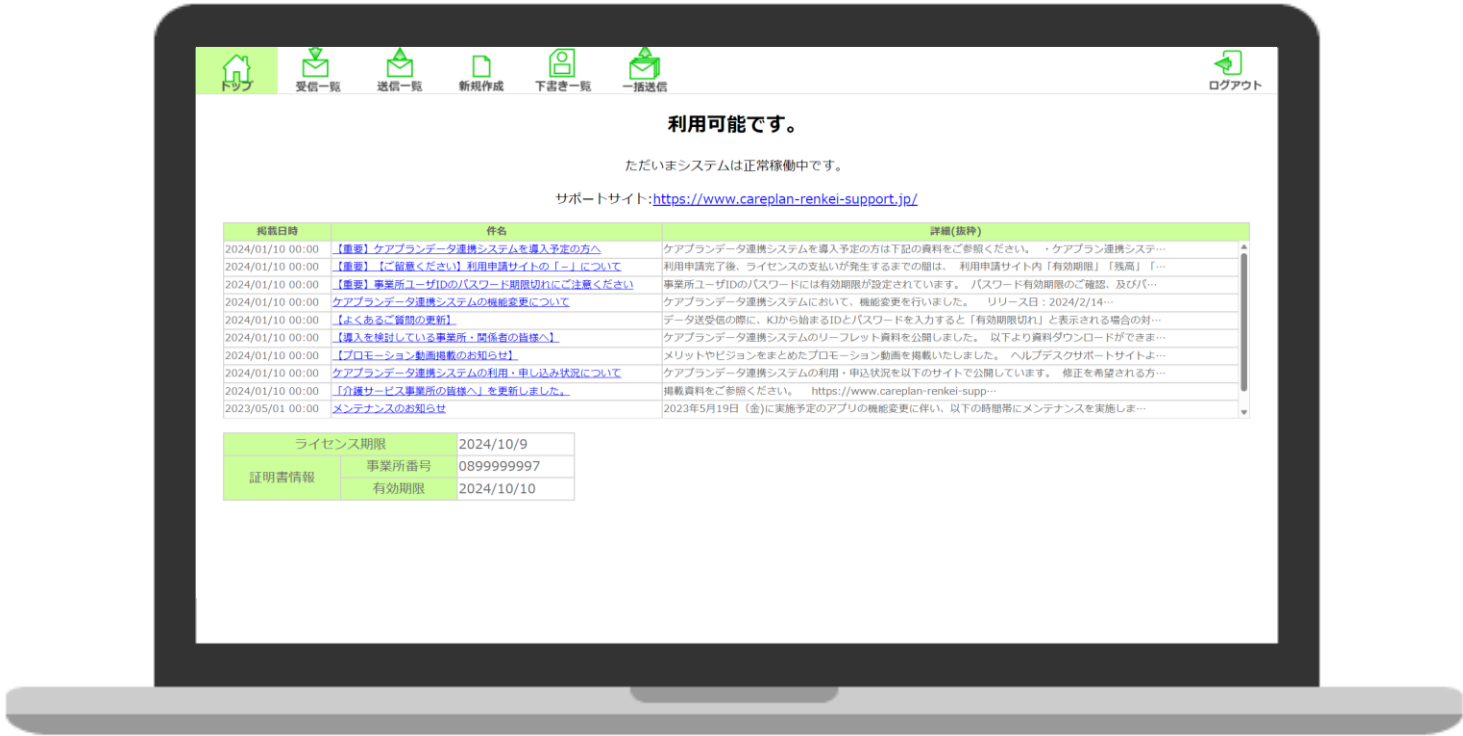 トップ 受信一覧 送信一覧 新規作成 下書き一覧 一括送信 ログアウト
利用可能です。
ただいまシステムは正常稼働中です。
サポートサイト:https://www.careplan-renkei-support.jp/
掲載日時 件名 詳細(抜粋)
2024/01/10 00:00 【重要】ケアプランデータ連携システムを導入予定の方へ ケアプランデータ連携システムを導入予定の方は下記の資料をご参照ください。 ・ケアプラン連携システ…
2024/01/10 00:00 【重要】【ご留意ください】利用申請サイトの「－」について 利用申請完了後、ライセンスの支払いが発生するまでの間は、 利用申請サイト内「有効期限」「残高」「…
2024/01/10 00:00 【重要】事業所ユーザIDのパスワード期限切れにご注意ください 事業所ユーザIDのパスワードには有効期限が設定されています。 パスワード有効期限のご確認、及びパ…
2024/01/10 00:00 ケアプランデータ連携システムの機能変更について ケアプランデータ連携システムにおいて、機能変更を行いました。 リリース日：2024/2/14…
2024/01/10 00:00 【よくあるご質問の更新】 データ送受信の際に、KJから始まるIDとパスワードを入力すると「有効期限切れ」と表示される場合の対…
2024/01/10 00:00 【導入を検討している事業所・関係者の皆様へ】 ケアプランデータ連携システムのリーフレット資料を公開しました。 以下より資料ダウンロードができま…
2024/01/10 00:00 【プロモーション動画掲載のお知らせ】 メリットやビジョンをまとめたプロモーション動画を掲載いたしました。 ヘルプデスクサポートサイトよ…
2024/01/10 00:00 ケアプランデータ連携システムの利用・申し込み状況について ケアプランデータ連携システムの利用・申込状況を以下のサイトで公開しています。 修正を希望される方…
2024/01/10 00:00 「介護サービス事業所の皆様へ」を更新しました。 掲載資料をご参照ください。 https://www.careplan-renkei-supp…
2023/05/01 00:00 メンテナンスのお知らせ 2023年5月19日（金)に実施予定のアプリの機能変更に伴い、以下の時間帯にメンテナンスを実施しま…
ライセンス期限 2024/10/9
証明書情報 事業所番号 0899999997
有効期限 2024/10/10